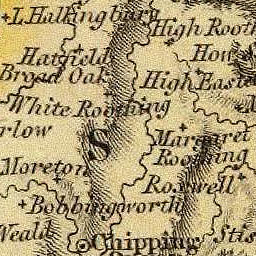 L Hallingbury
High Rooth
Hatfield
Broad Oak
How
High Easte
White Roothing
rlow
S
Margaret
Roothing
Moreton
Roxwell
Bobbingworth
Weald
Chipping
Stis